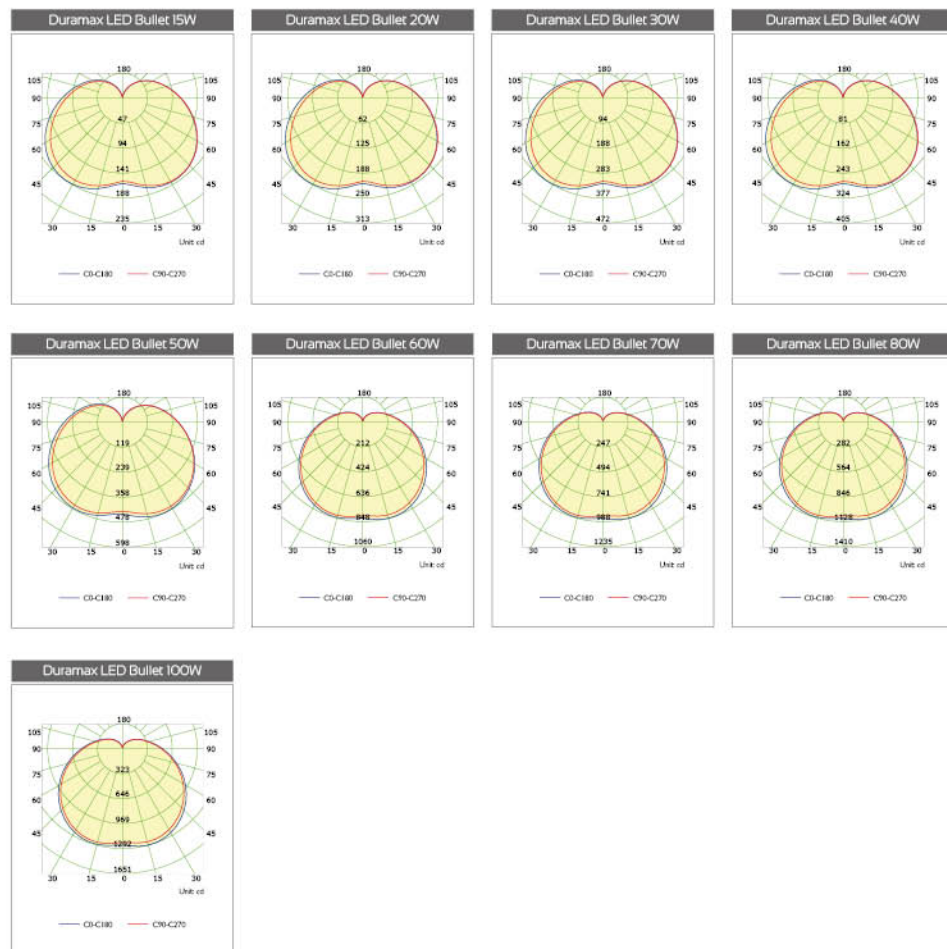 Duramax LED Bullet 15W
180
105 105
90 90
47
75 75
94
60 60
141
45 45
188
235
30 15 0 15 30
Unit: cd
C0-C180 C90-C270
Duramax LED Bullet 20W
180
105 105
90 90
62
75 75
125
60 60
188
45 45
250
313
30 15 0 15 30
Unit: cd
C0-C180 C90-C270
Duramax LED Bullet 30W
180
105 105
90 90
94
75 75
188
60 60
283
45 45
377
472
30 15 0 15 30
Unit: cd
C0-C180 C90-C270
Duramax LED Bullet 40W
180
105 105
90 90
81
75 75
162
60 60
243
45 45
324
405
30 15 0 15 30
Unit: cd
C0-C180 C90-C270
Duramax LED Bullet 50W
180
105 105
90 90
119
75 75
239
60 60
358
45 45
478
598
30 15 0 15 30
Unit: cd
C0-C180 C90-C270
Duramax LED Bullet 60W
180
105 105
90 90
212
75 75
424
60 60
636
45 45
848
1060
30 15 0 15 30
Unit: cd
C0-C180 C90-C270
Duramax LED Bullet 70W
180
105 105
90 90
247
75 75
494
60 60
741
45 45
988
1235
30 15 0 15 30
Unit: cd
C0-C180 C90-C270
Duramax LED Bullet 80W
180
105 105
90 90
282
75 75
564
60 60
846
45 45
1128
1410
30 15 0 15 30
Unit: cd
C0-C180 C90-C270
Duramax LED Bullet 100W
180
105 105
90 90
323
75 75
646
60 60
969
45 45
1292
1651
30 15 0 15 30
Unit: cd
C0-C180 C90-C270